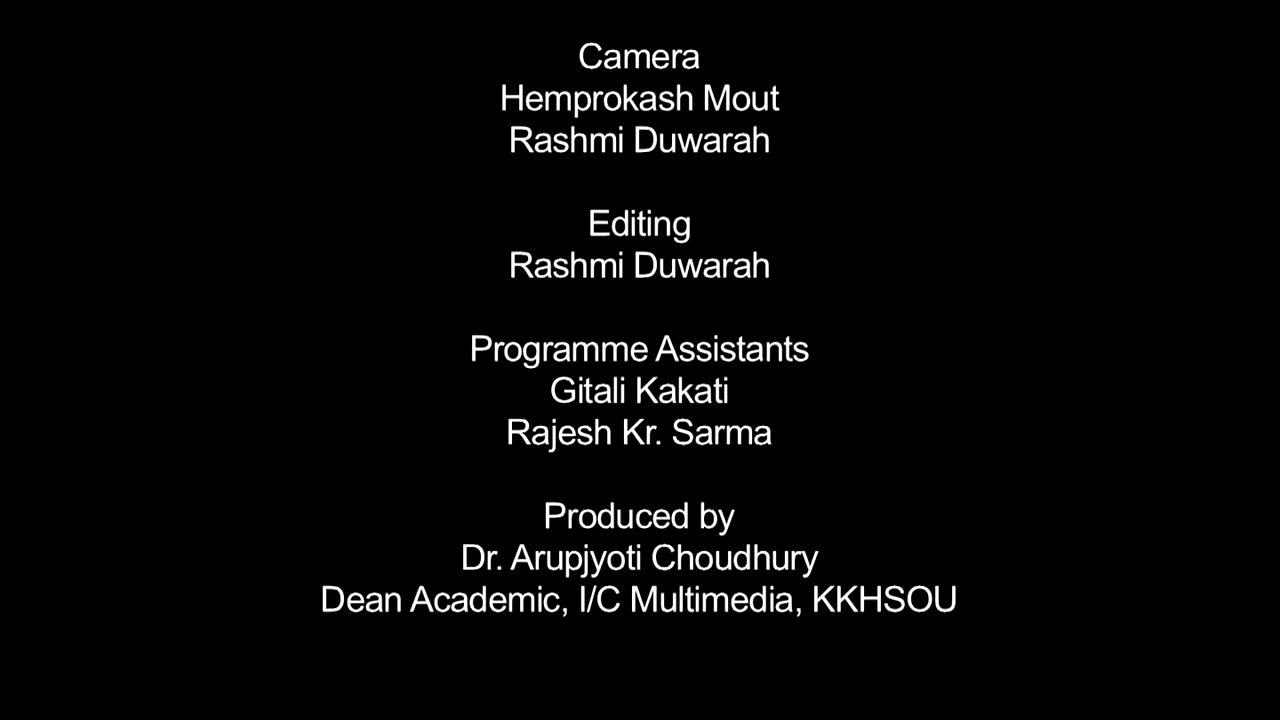 Camera
Hemprokash Mout
Rashmi Duwarah
Editing
Rashmi Duwarah
Programme Assistants
Gitali Kakati
Rajesh Kr. Sarma
Produced by
Dr. Arupjyoti Choudhury
Dean Academic, I/C Multimedia, KKHSOU